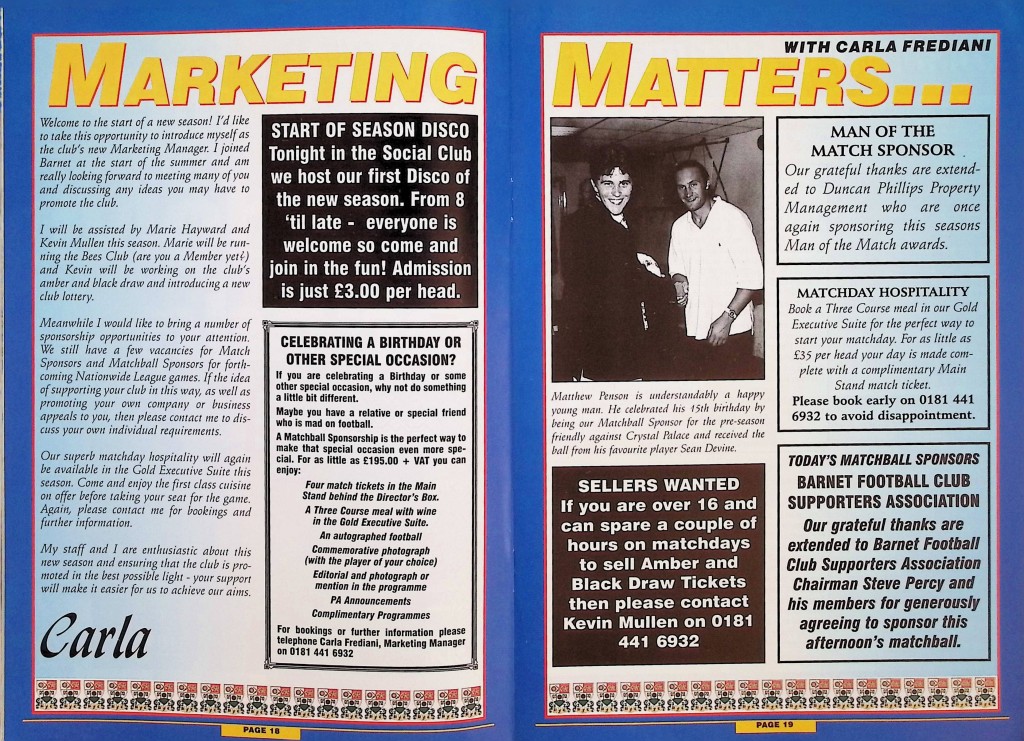 MARKETING
Welcome to the start of a new season! I'd like
to take this opportunity to introduce myself as
the club's new Marketing Manager. I joined
Barnet at the start of the summer and am
really looking forward to meeting many of you
and discussing any ideas you may have to
promote the club.
I will be assisted by Marie Hayward and
Kevin Mullen this season. Marie will be run-
ning the Bees Club (are you a Member yet?)
and Kevin will be working on the club's
amber and black draw and introducing a new
club lottery.
Meanwhile I would like to bring a number of
sponsorship opportunities to your attention.
We still have a few vacancies for Match
Sponsors and Matchball Sponsors for forth-
coming Nationwide League games. If the idea
of supporting your club in this way, as well as
promoting your own company or business
appeals to you, then please contact me to dis-
cuss your own individual requirements.
Our superb matchday hospitality will again
be available in the Gold Executive Suite this
season. Come and enjoy the first class cuisine
on offer before taking your seat for the game.
Again, please contact me for bookings and
further information.
My staff and I are enthusiastic about this
new season and ensuring that the club is pro-
moted in the best possible light - your support
will make it easier for us to achieve our aims.
Carla
START OF SEASON DISCO
Tonight in the Social Club
we host our first Disco of
the new season. From 8
'til late - everyone is
welcome so come and
join in the fun! Admission
is just £3.00 per head.
CELEBRATING A BIRTHDAY OR
OTHER SPECIAL OCCASION?
If you are celebrating a Birthday or some
other special occasion, why not do something
a little bit different.
Maybe you have a relative or special friend
who is mad on football.
A Matchball Sponsorship is the perfect way to
make that special occasion even more spe-
cial. For as little as £195.00 + VAT you can
enjoy:
Four match tickets in the Main
Stand behind the Director's Box.
A Three Course meal with wine
in the Gold Executive Suite.
An autographed football
Commemorative photograph
(with the player of your choice)
Editorial and photograph or
mention in the programme
PA Announcements
Complimentary Programmes
For bookings or further information please
telephone Carla Frediani, Marketing Manager
on 0181 441 6932
PAGE 18
WITH CARLA FREDIANI
MATTERS...
Matthew Penson is understandably a happy
young man. He celebrated his 15th birthday by
being our Matchball Sponsor for the pre-season
friendly against Crystal Palace and received the
ball from his favourite player Sean Devine.
SELLERS WANTED
If you are over 16 and
can spare a couple of
hours on matchdays
to sell Amber and
Black Draw Tickets
then please contact
Kevin Mullen on 0181
441 6932
MAN OF THE
MATCH SPONSOR
Our grateful thanks are extend-
ed to Duncan Phillips Property
Management who are once
again sponsoring this seasons
Man of the Match awards.
MATCHDAY HOSPITALITY
Book a Three Course meal in our Gold
Executive Suite for the perfect way to
start your matchday. For as little as
£35 per head your day is made com-
plete with a complimentary Main
Stand match ticket.
Please book early on 0181 441
6932 to avoid disappointment.
TODAY'S MATCHBALL SPONSORS
BARNET FOOTBALL CLUB
SUPPORTERS ASSOCIATION
Our grateful thanks are
extended to Barnet Football
Club Supporters Association
Chairman Steve Percy and
his members for generously
agreeing to sponsor this
afternoon's matchball.
PAGE 19